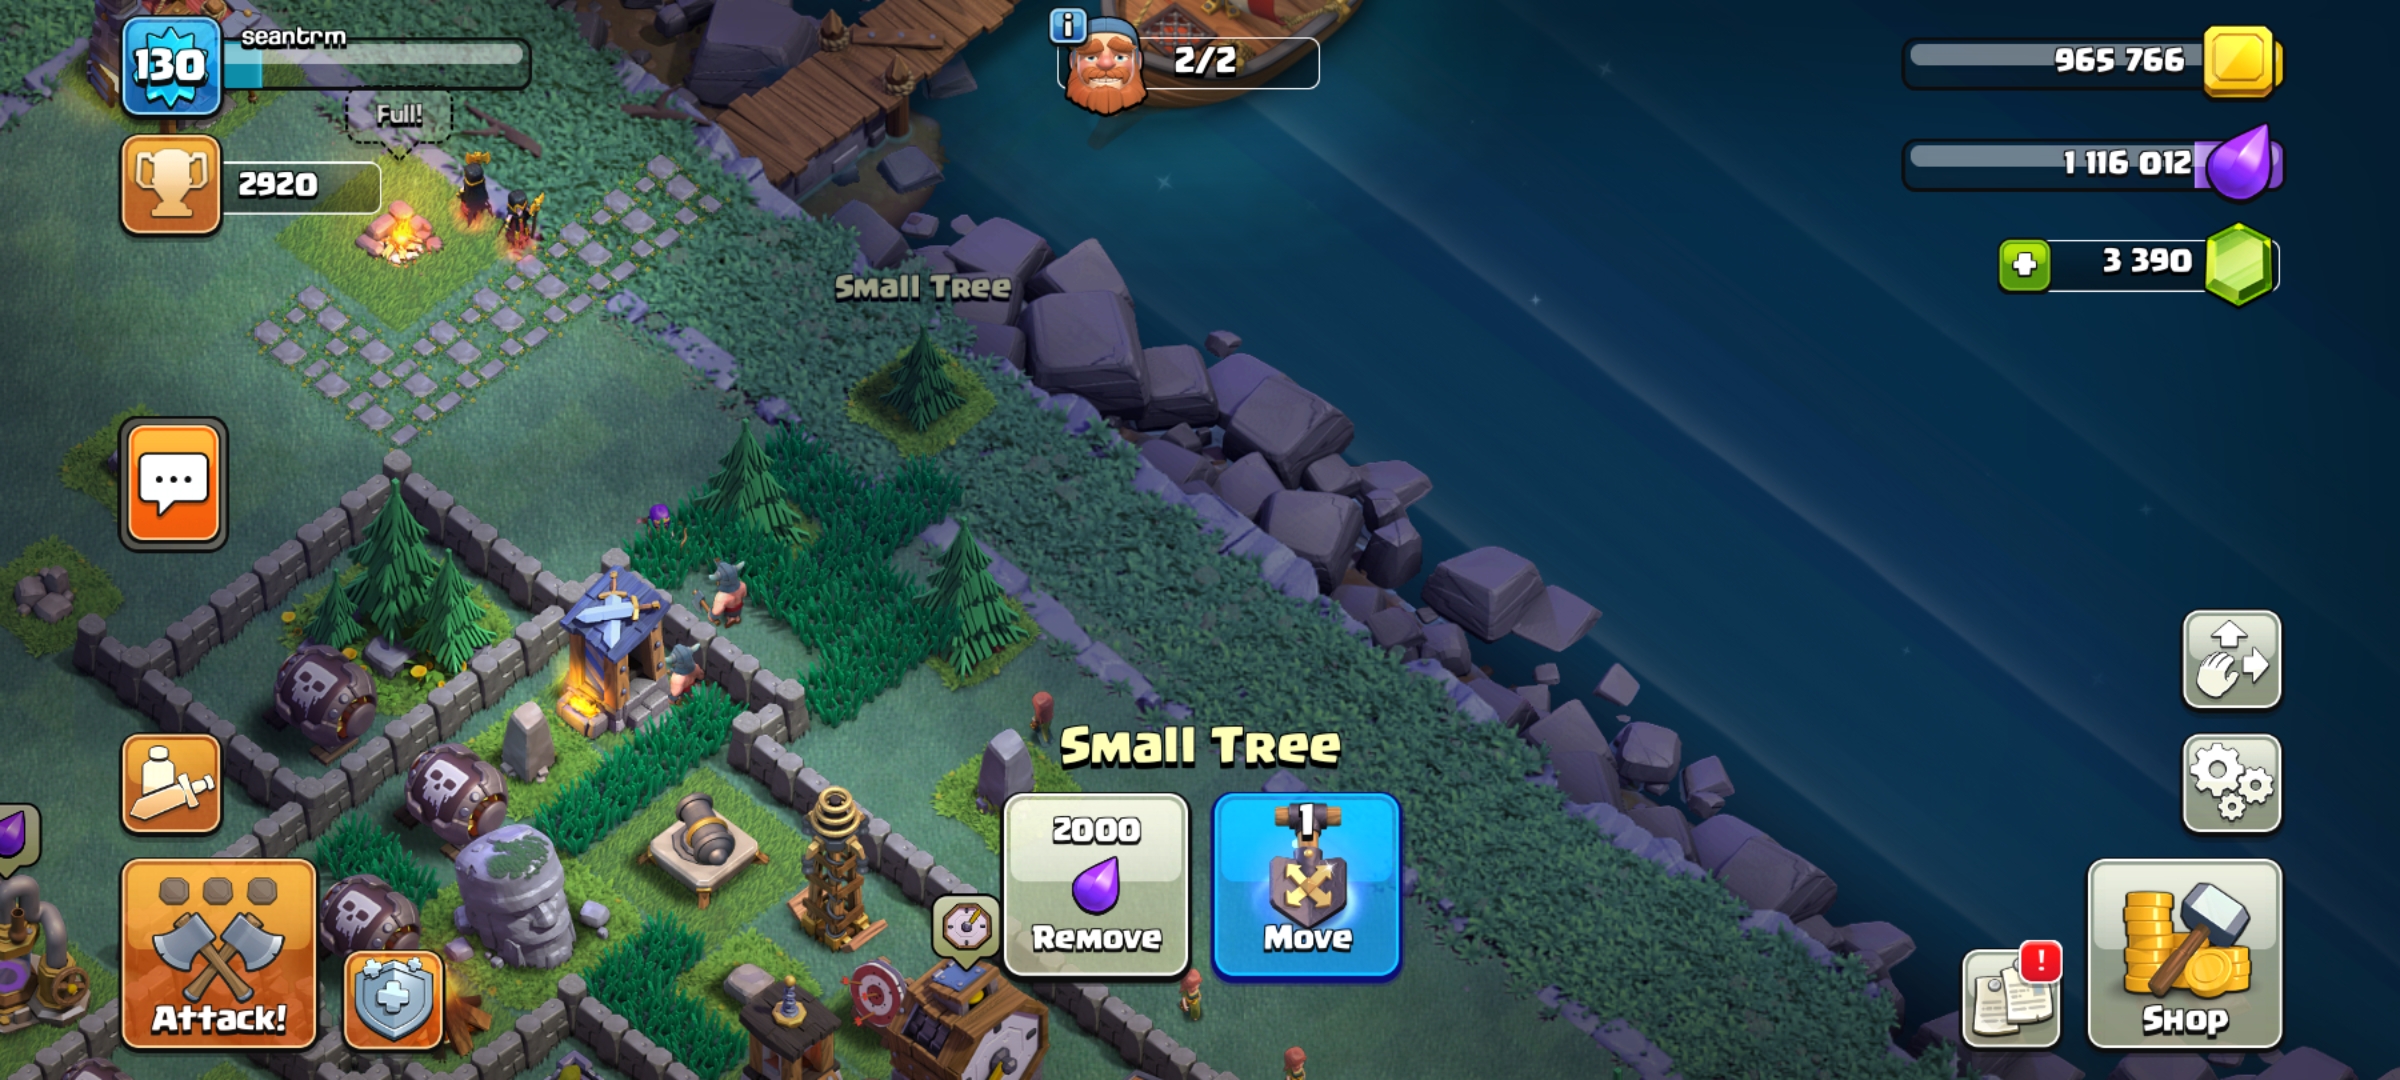 130
seantrm
2/2
965 766
Full!
1 116 012
2920
3 390
Small Tree
Small Tree
2000
1
Remove
Move
!
Attack!
Shop